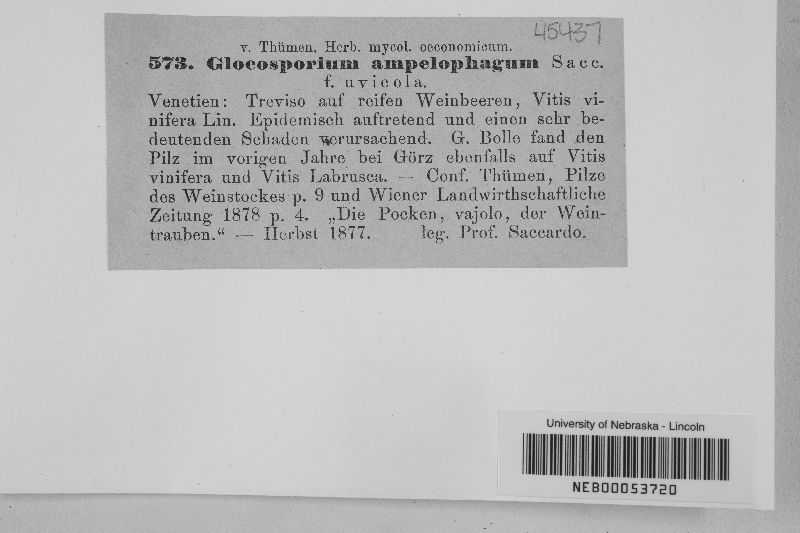 45437
v. Thümen, Herb. mycol. oeconomicum.
573. Gloeosporium ampelophagum Sacc.
f. uvicola.
Venetien: Treviso auf reifen Weinbeeren, Vitis vi-
nifera Lin. Epidemisch auftretend und einen sehr be-
deutenden Schaden verursachend. G. Bolle fand den
Pilz im vorigen Jahre bei Görz ebenfalls auf Vitis
vinifera und Vitis Labrusca. — Conf. Thümen, Pilze
des Weinstockes p. 9 und Wiener Landwirthschaftliche
Zeitung 1878 p. 4. „Die Pocken, vajolo, der Wein-
trauben.“ — Herbst 1877. leg. Prof. Saccardo.
University of Nebraska - Lincoln
NEB00053720